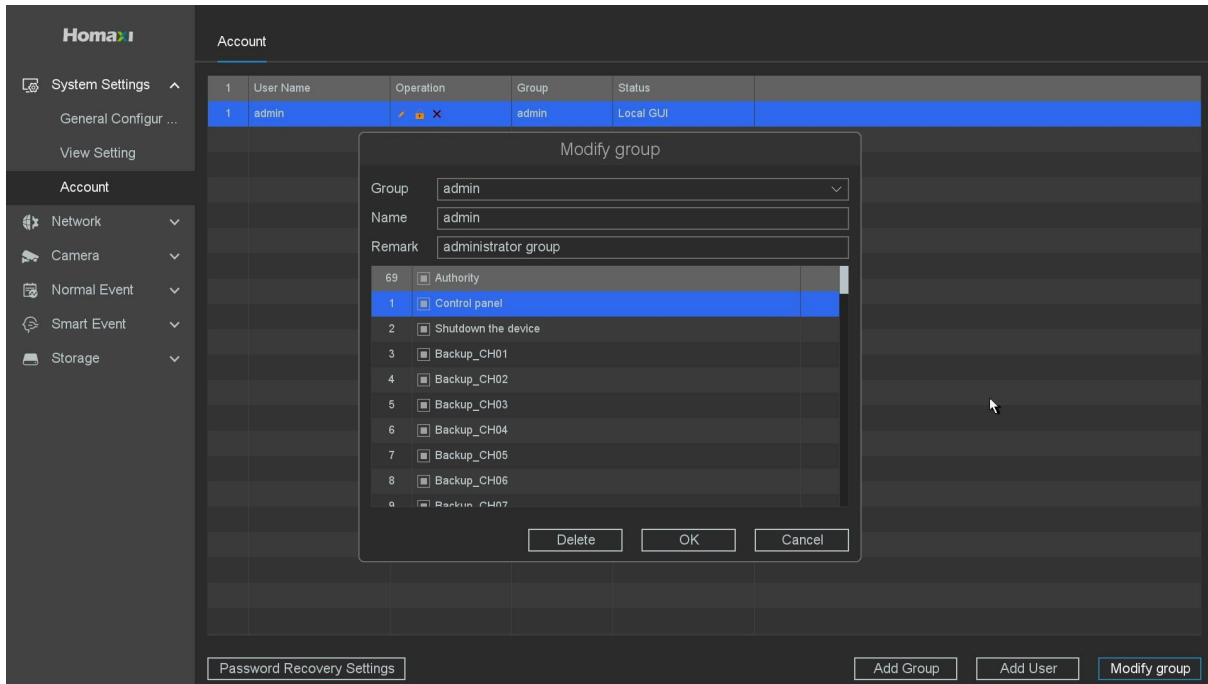 Homaxi
Account
System Settings
General Configur ...
View Setting
Account
Network
Camera
Normal Event
Smart Event
Storage
1 User Name Operation Group Status
1 admin admin Local GUI
Modify group
Group admin
Name admin
Remark administrator group
69 Authority
1 Control panel
2 Shutdown the device
3 Backup_CH01
4 Backup_CH02
5 Backup_CH03
6 Backup_CH04
7 Backup_CH05
8 Backup_CH06
9 Backup_CH07
Delete OK Cancel
Password Recovery Settings Add Group Add User Modify group